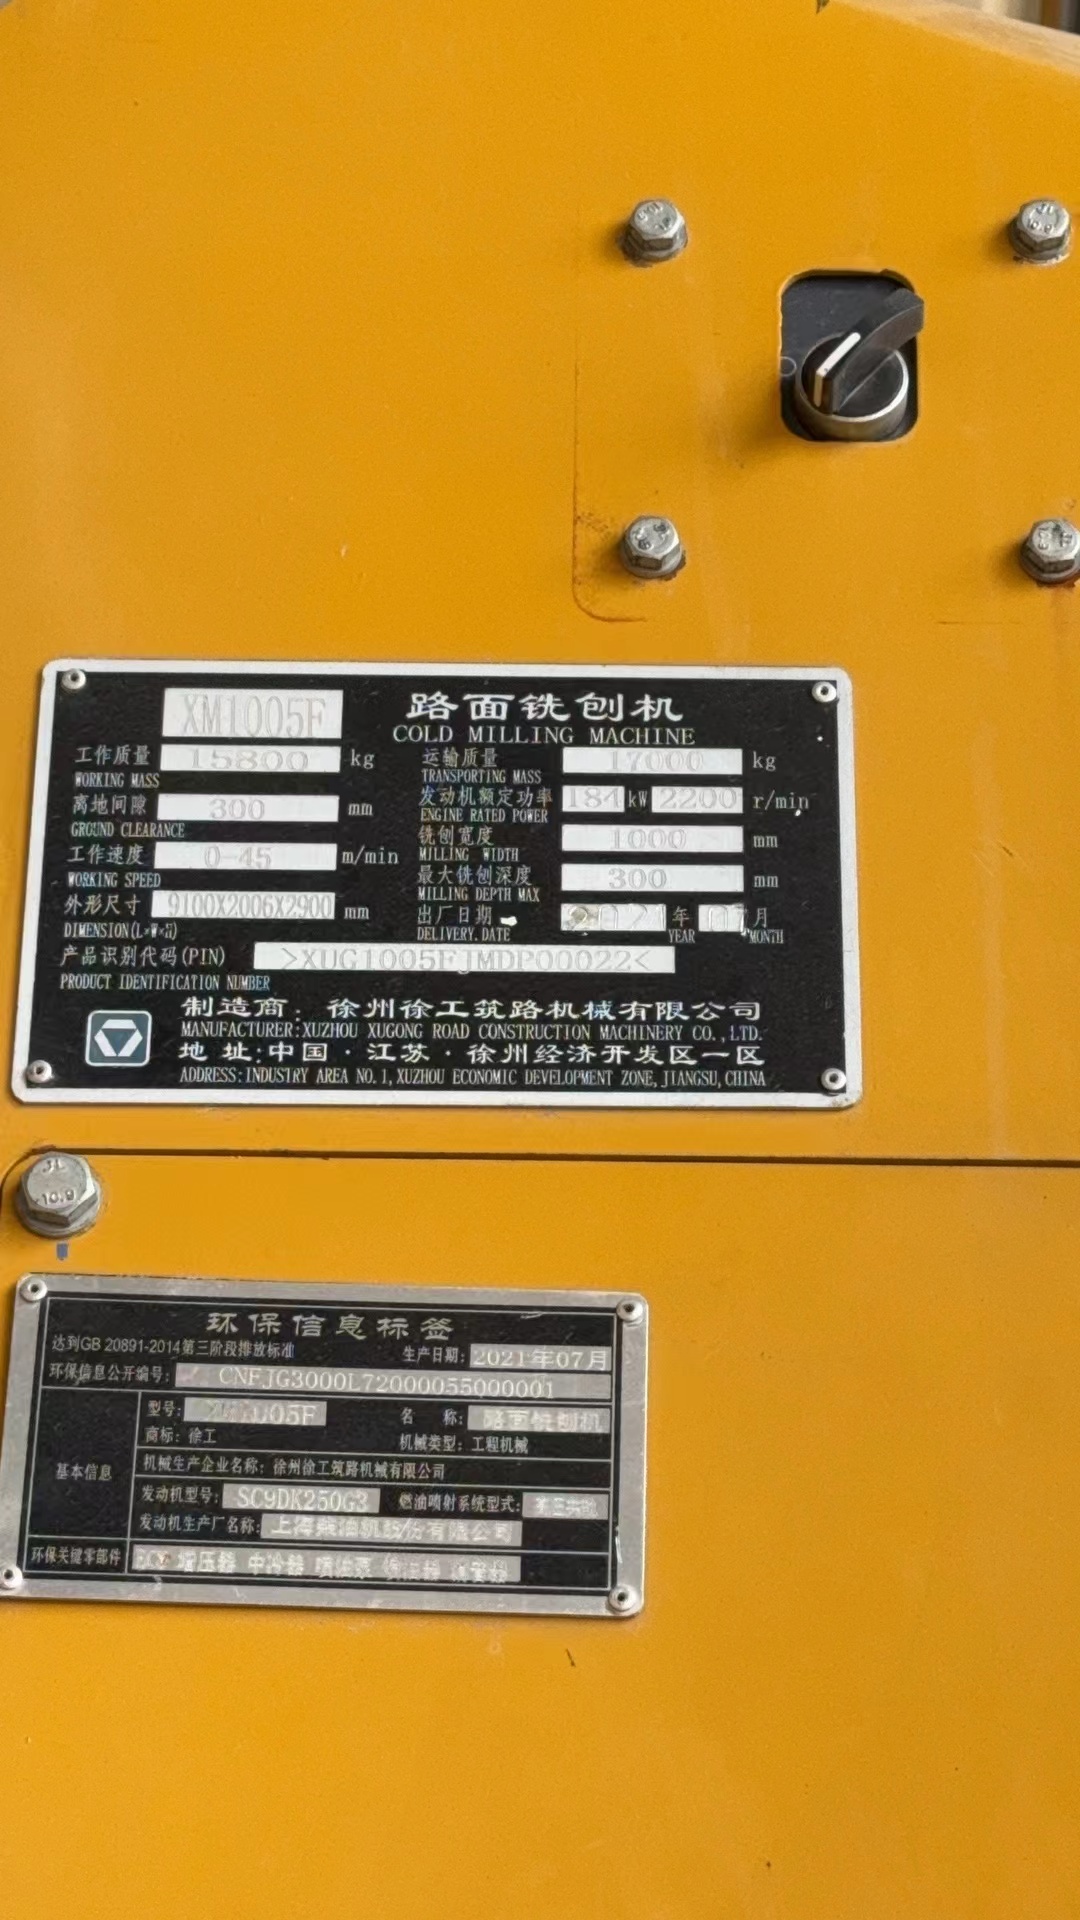 XM1005F 路面铣刨机
COLD MILLING MACHINE
工作质量 15800 kg 运输质量 17000 kg
WORKING MASS TRANSPORTING MASS
离地间隙 300 mm 发动机额定功率 184 kW 2200 r/min
GROUND CLEARANCE ENGINE RATED POWER
工作速度 0-45 m/min 铣刨宽度 1000 mm
WORKING SPEED MILLING WIDTH
外形尺寸 9100X2006X2900 mm 最大铣刨深度 300 mm
DIMENSION(L×W×H) MILLING DEPTH MAX
出厂日期 2021 年 07 月
DELIVERY.DATE YEAR MONTH
产品识别代码(PIN) >XUG1005FJMDP00022<
PRODUCT IDENTIFICATION NUMBER
制造商: 徐州徐工筑路机械有限公司
MANUFACTURER:XUZHOU XUGONG ROAD CONSTRUCTION MACHINERY CO.,LTD.
地 址:中国·江苏·徐州经济开发区一区
ADDRESS:INDUSTRY AREA NO.1,XUZHOU ECONOMIC DEVELOPMENT ZONE,JIANGSU,CHINA
JL
10.9
环保信息标签
达到GB 20891-2014第三阶段排放标准 生产日期: 2021年07月
环保信息公开编号: CNFJG3000L72000055000001
基本信息
型号: XM1005F 名 称: 路面铣刨机
商标: 徐工 机械类型: 工程机械
机械生产企业名称: 徐州徐工筑路机械有限公司
发动机型号: SC9DK250G3 燃油喷射系统型式:
发动机生产厂名称: 上海柴油机股份有限公司
环保关键零部件 增压器 中冷器 喷油泵